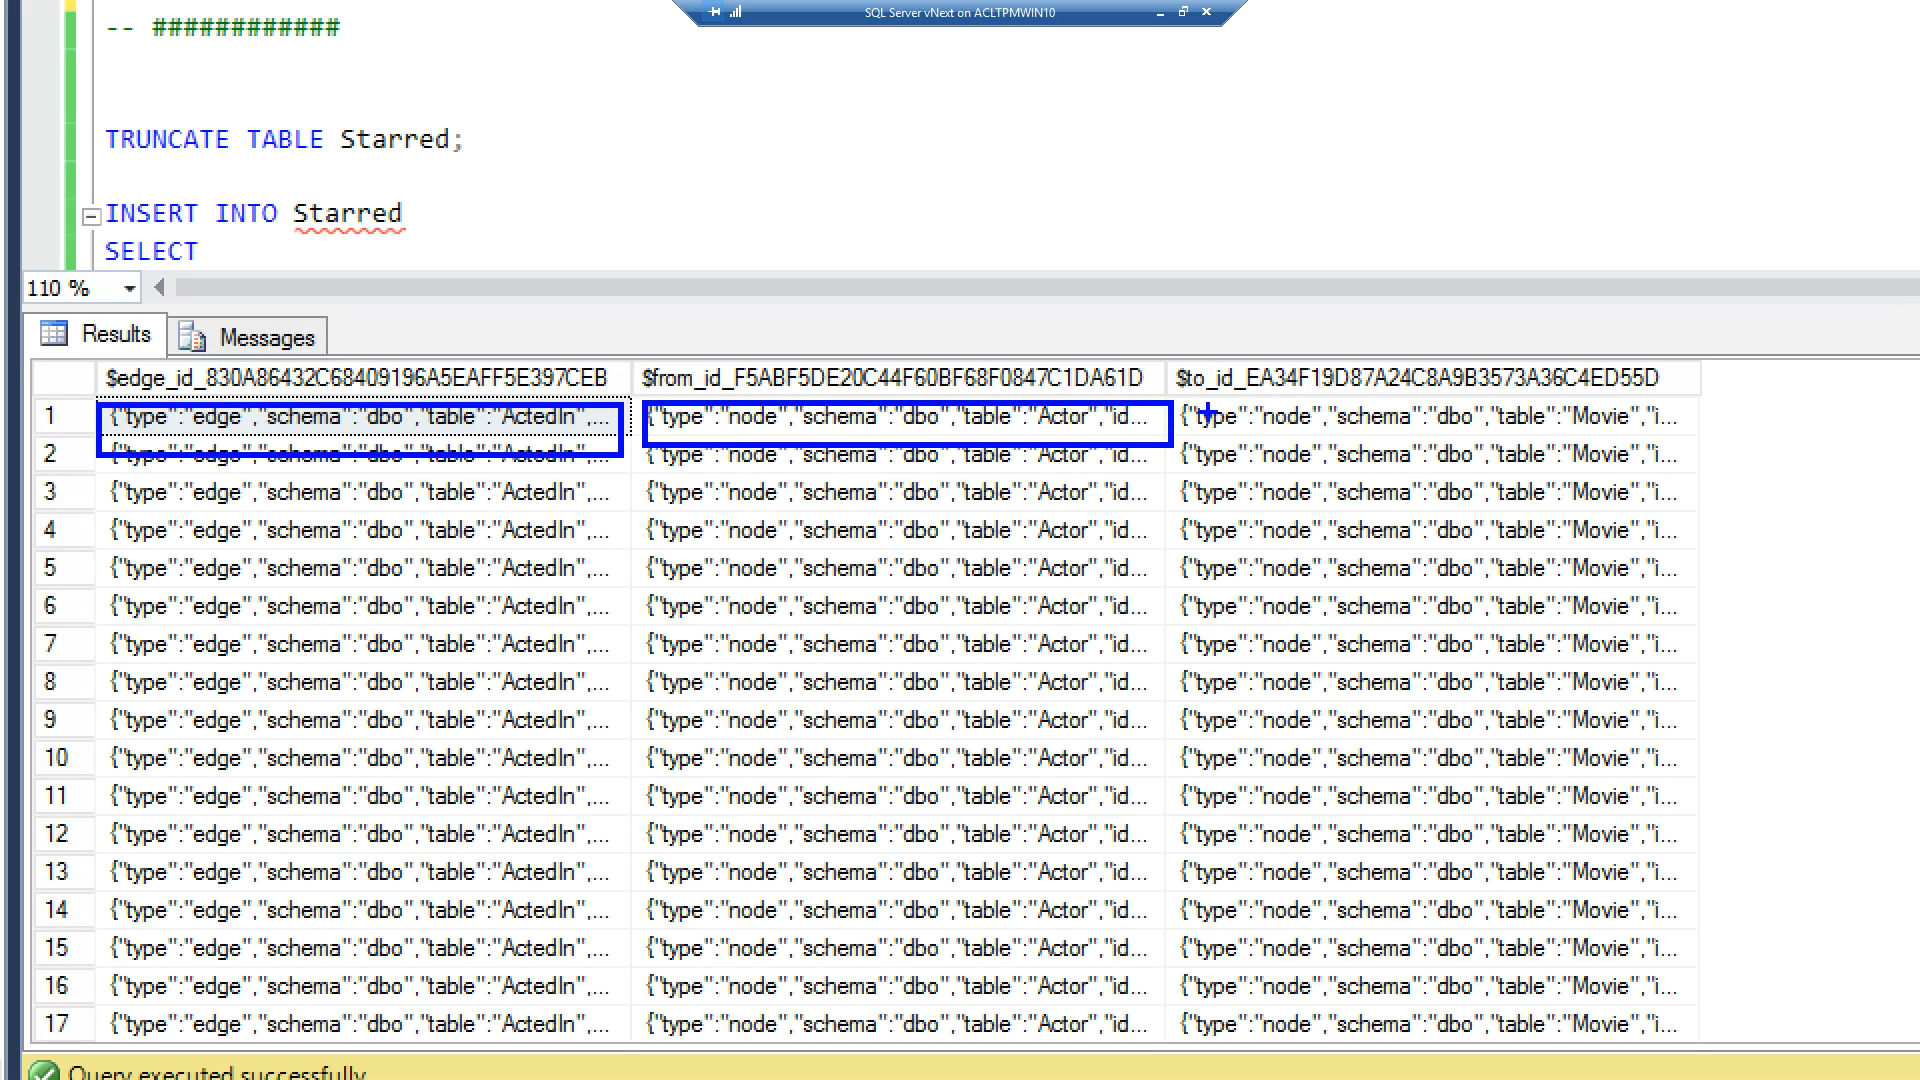 SQL Server vNext on ACLTPMWIN10
-- ############
TRUNCATE TABLE Starred;
INSERT INTO Starred
SELECT
110 %
Results Messages
$edge_id_830A86432C68409196A5EAFF5E397CEB $from_id_F5ABF5DE20C44F60BF68F0847C1DA61D $to_id_EA34F19D87A24C8A9B3573A36C4ED55D
1 {"type":"edge","schema":"dbo","table":"ActedIn",... {"type":"node","schema":"dbo","table":"Actor","id... {"type":"node","schema":"dbo","table":"Movie","i...
2 {"type":"edge","schema":"dbo","table":"ActedIn",... {"type":"node","schema":"dbo","table":"Actor","id... {"type":"node","schema":"dbo","table":"Movie","i...
3 {"type":"edge","schema":"dbo","table":"ActedIn",... {"type":"node","schema":"dbo","table":"Actor","id... {"type":"node","schema":"dbo","table":"Movie","i...
4 {"type":"edge","schema":"dbo","table":"ActedIn",... {"type":"node","schema":"dbo","table":"Actor","id... {"type":"node","schema":"dbo","table":"Movie","i...
5 {"type":"edge","schema":"dbo","table":"ActedIn",... {"type":"node","schema":"dbo","table":"Actor","id... {"type":"node","schema":"dbo","table":"Movie","i...
6 {"type":"edge","schema":"dbo","table":"ActedIn",... {"type":"node","schema":"dbo","table":"Actor","id... {"type":"node","schema":"dbo","table":"Movie","i...
7 {"type":"edge","schema":"dbo","table":"ActedIn",... {"type":"node","schema":"dbo","table":"Actor","id... {"type":"node","schema":"dbo","table":"Movie","i...
8 {"type":"edge","schema":"dbo","table":"ActedIn",... {"type":"node","schema":"dbo","table":"Actor","id... {"type":"node","schema":"dbo","table":"Movie","i...
9 {"type":"edge","schema":"dbo","table":"ActedIn",... {"type":"node","schema":"dbo","table":"Actor","id... {"type":"node","schema":"dbo","table":"Movie","i...
10 {"type":"edge","schema":"dbo","table":"ActedIn",... {"type":"node","schema":"dbo","table":"Actor","id... {"type":"node","schema":"dbo","table":"Movie","i...
11 {"type":"edge","schema":"dbo","table":"ActedIn",... {"type":"node","schema":"dbo","table":"Actor","id... {"type":"node","schema":"dbo","table":"Movie","i...
12 {"type":"edge","schema":"dbo","table":"ActedIn",... {"type":"node","schema":"dbo","table":"Actor","id... {"type":"node","schema":"dbo","table":"Movie","i...
13 {"type":"edge","schema":"dbo","table":"ActedIn",... {"type":"node","schema":"dbo","table":"Actor","id... {"type":"node","schema":"dbo","table":"Movie","i...
14 {"type":"edge","schema":"dbo","table":"ActedIn",... {"type":"node","schema":"dbo","table":"Actor","id... {"type":"node","schema":"dbo","table":"Movie","i...
15 {"type":"edge","schema":"dbo","table":"ActedIn",... {"type":"node","schema":"dbo","table":"Actor","id... {"type":"node","schema":"dbo","table":"Movie","i...
16 {"type":"edge","schema":"dbo","table":"ActedIn",... {"type":"node","schema":"dbo","table":"Actor","id... {"type":"node","schema":"dbo","table":"Movie","i...
17 {"type":"edge","schema":"dbo","table":"ActedIn",... {"type":"node","schema":"dbo","table":"Actor","id... {"type":"node","schema":"dbo","table":"Movie","i...
Query executed successfully